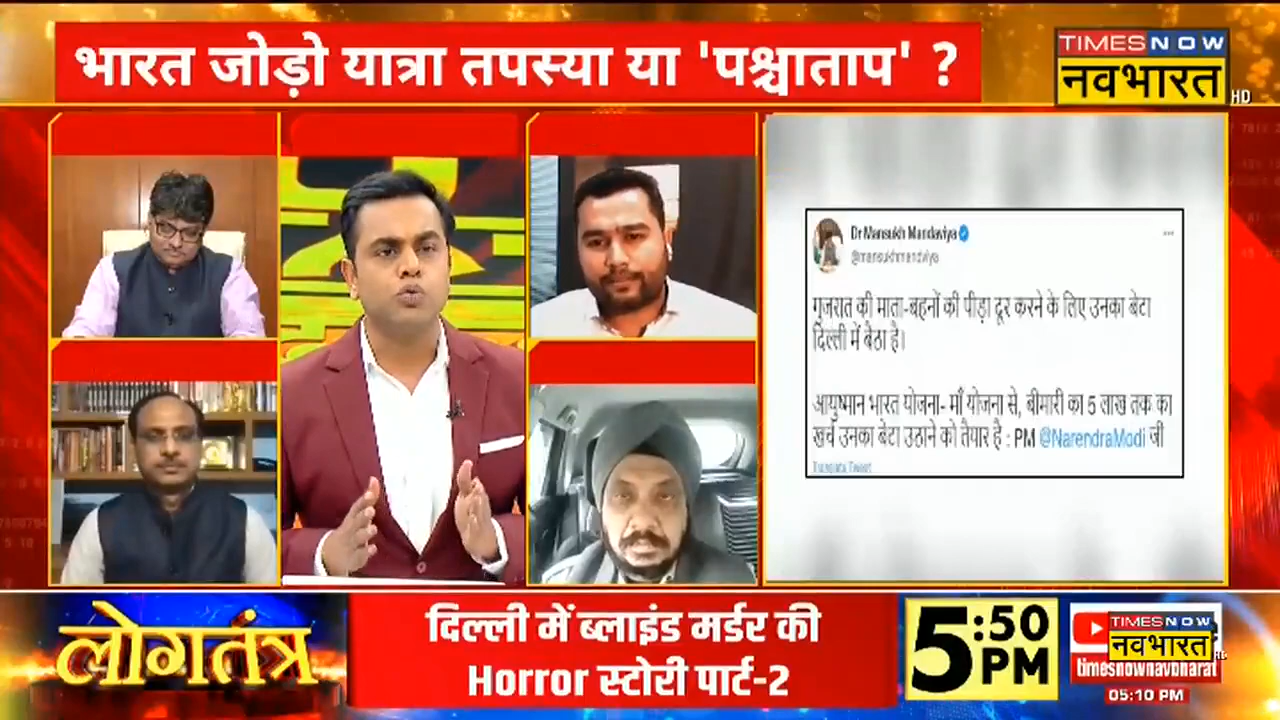 भारत जोड़ो यात्रा तपस्या या 'पश्चाताप' ?
TIMES NOW
नवभारत
HD
Dr Mansukh Mandaviya
@mansukhmandviya
गुजरात की माता-बहनों की पीड़ा दूर करने के लिए उनका बेटा
दिल्ली में बैठा है।
आयुष्मान भारत योजना- माँ योजना से, बीमारी का 5 लाख तक का
खर्च उनका बेटा उठाने को तैयार है : PM @NarendraModi जी
Translate Tweet
लोगतंत्र
दिल्ली में ब्लाइंड मर्डर की
Horror स्टोरी पार्ट-2
5:50
PM
TIMES NOW
नवभारत
timesnownavbharat
05:10 PM